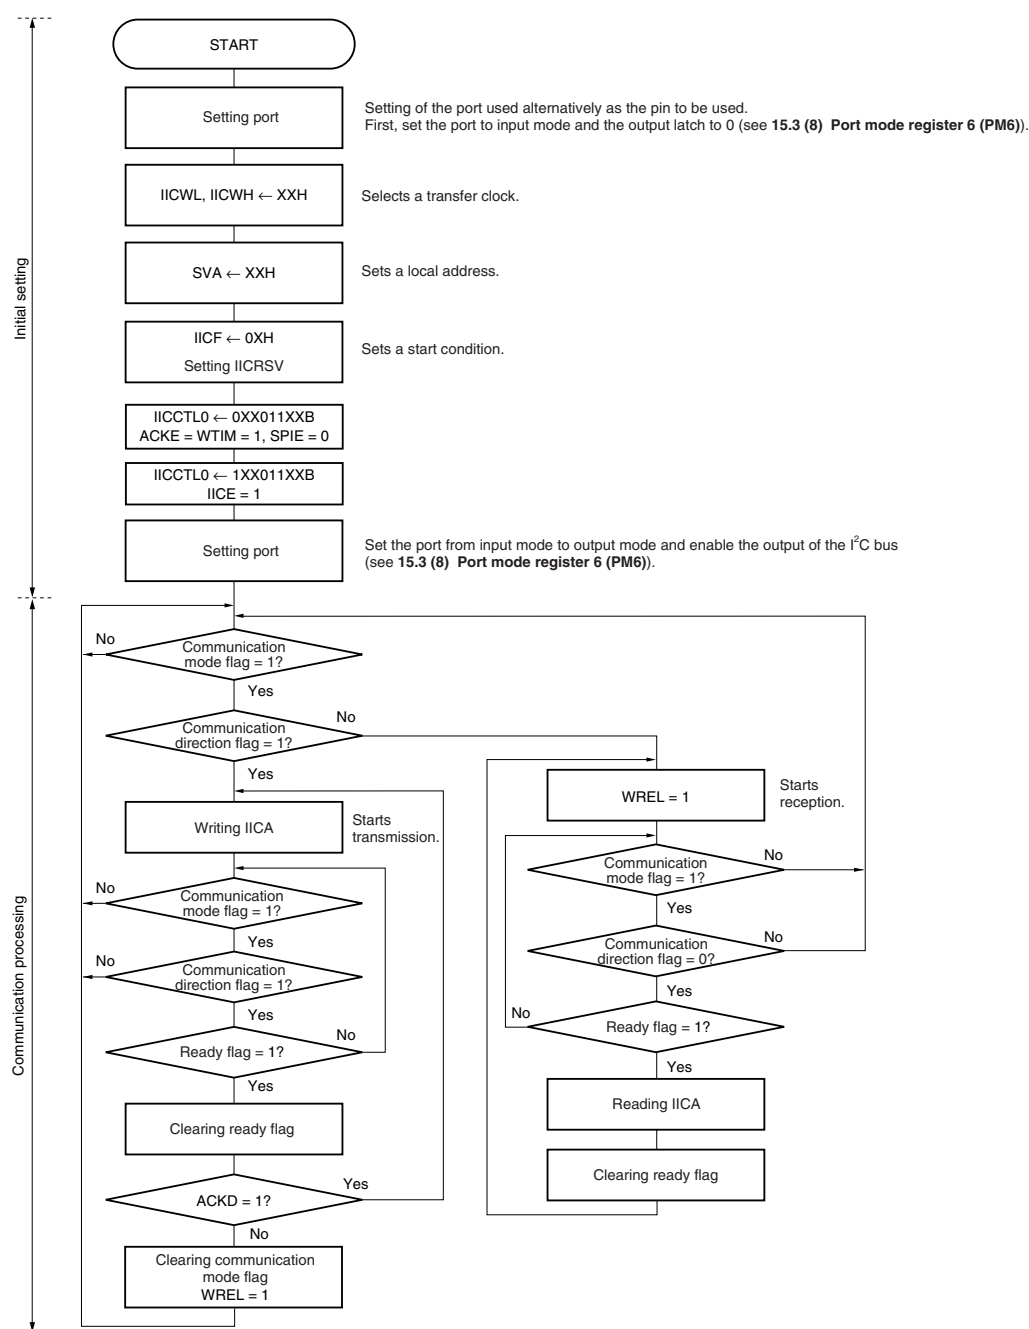 START
Setting port
Setting of the port used alternatively as the pin to be used.
First, set the port to input mode and the output latch to 0 (see 15.3 (8) Port mode register 6 (PM6)).
IICWL, IICWH ← XXH
Selects a transfer clock.
SVA ← XXH
Sets a local address.
Initial setting
IICF ← 0XH
Setting IICRSV
Sets a start condition.
IICCTL0 ← 0XX011XXB
ACKE = WTIM = 1, SPIE = 0
IICCTL0 ← 1XX011XXB
IICE = 1
Setting port
Set the port from input mode to output mode and enable the output of the I²C bus
(see 15.3 (8) Port mode register 6 (PM6)).
Communication processing
No
Communication
mode flag = 1?
Yes
No
Communication
direction flag = 1?
Yes
Writing IICA
Starts
transmission.
No
Communication
mode flag = 1?
Yes
No
Communication
direction flag = 1?
Yes
No
Ready flag = 1?
Yes
Clearing ready flag
Yes
ACKD = 1?
No
Clearing communication
mode flag
WREL = 1
WREL = 1
Starts
reception.
No
Communication
mode flag = 1?
Yes
No
Communication
direction flag = 0?
Yes
No
Ready flag = 1?
Yes
Reading IICA
Clearing ready flag